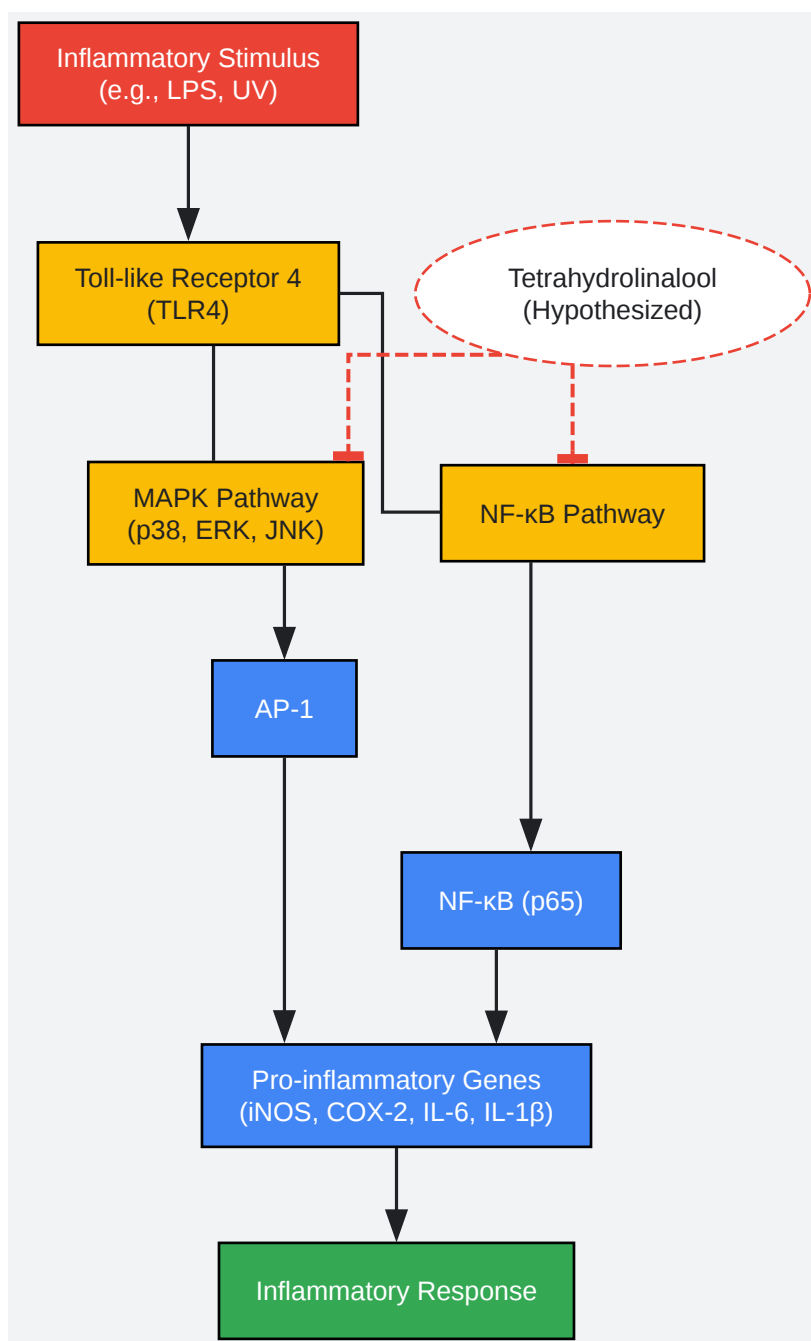 Inflammatory Stimulus
(e.g., LPS, UV)
Toll-like Receptor 4
(TLR4)
Tetrahydrolinalool
(Hypothesized)
MAPK Pathway
(p38, ERK, JNK)
NF-κB Pathway
AP-1
NF-κB (p65)
Pro-inflammatory Genes
(iNOS, COX-2, IL-6, IL-1β)
Inflammatory Response